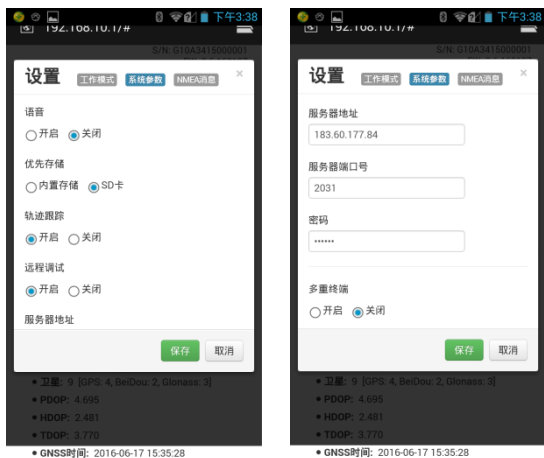 下午3:38
192.168.10.1/#
S/N: G10A3415000001
设置 工作模式 系统参数 NMEA消息 ×
语音
开启 关闭
优先存储
内置存储 SD卡
轨迹跟踪
开启 关闭
远程调试
开启 关闭
服务器地址
保存 取消
卫星: 9 [GPS: 4, BeiDou: 2, Glonass: 3]
PDOP: 4.695
HDOP: 2.481
TDOP: 3.770
GNSS时间: 2016-06-17 15:35:28
下午3:38
192.168.10.1/#
S/N: G10A3415000001
设置 工作模式 系统参数 NMEA消息 ×
服务器地址
183.60.177.84
服务器端口号
2031
密码
······
多重终端
开启 关闭
保存 取消
卫星: 9 [GPS: 4, BeiDou: 2, Glonass: 3]
PDOP: 4.695
HDOP: 2.481
TDOP: 3.770
GNSS时间: 2016-06-17 15:35:28